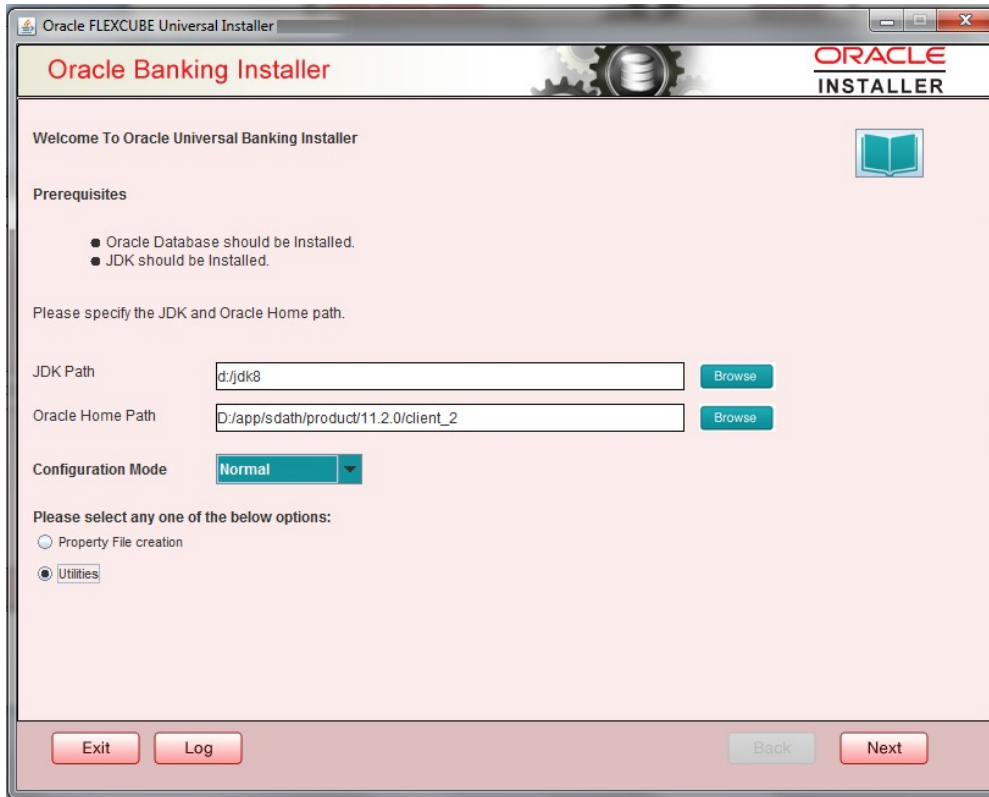 Oracle FLEXCUBE Universal Installer
Oracle Banking Installer
ORACLE
INSTALLER
Welcome To Oracle Universal Banking Installer
Prerequisites
Oracle Database should be Installed.
JDK should be Installed.
Please specify the JDK and Oracle Home path.
JDK Path
d:/jdk8
Browse
Oracle Home Path
D:/app/sdath/product/11.2.0/client_2
Browse
Configuration Mode
Normal
Please select any one of the below options:
Property File creation
Utilities
Exit
Log
Back
Next